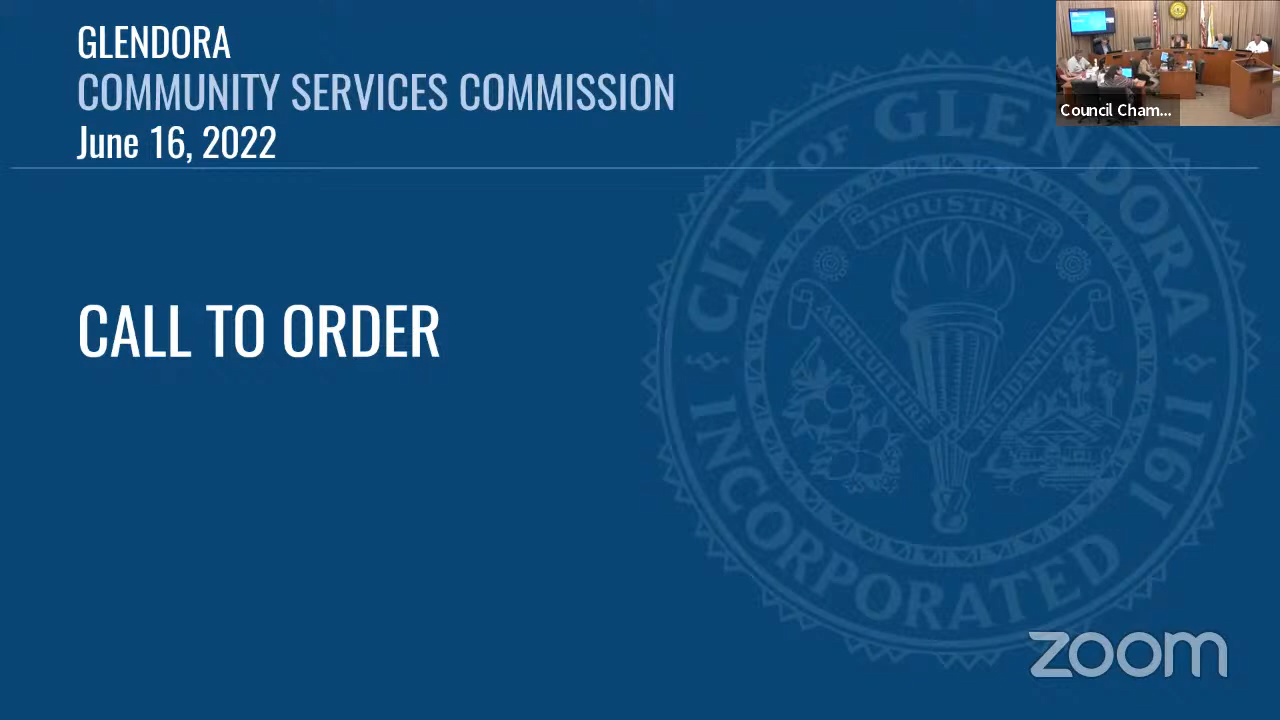 GLENDORA
COMMUNITY SERVICES COMMISSION
June 16, 2022
Council Cham...
CALL TO ORDER
CITY OF GLENDORA
INDUSTRY
AGRICULTURE
RESIDENTIAL
INCORPORATED 1911
zoom